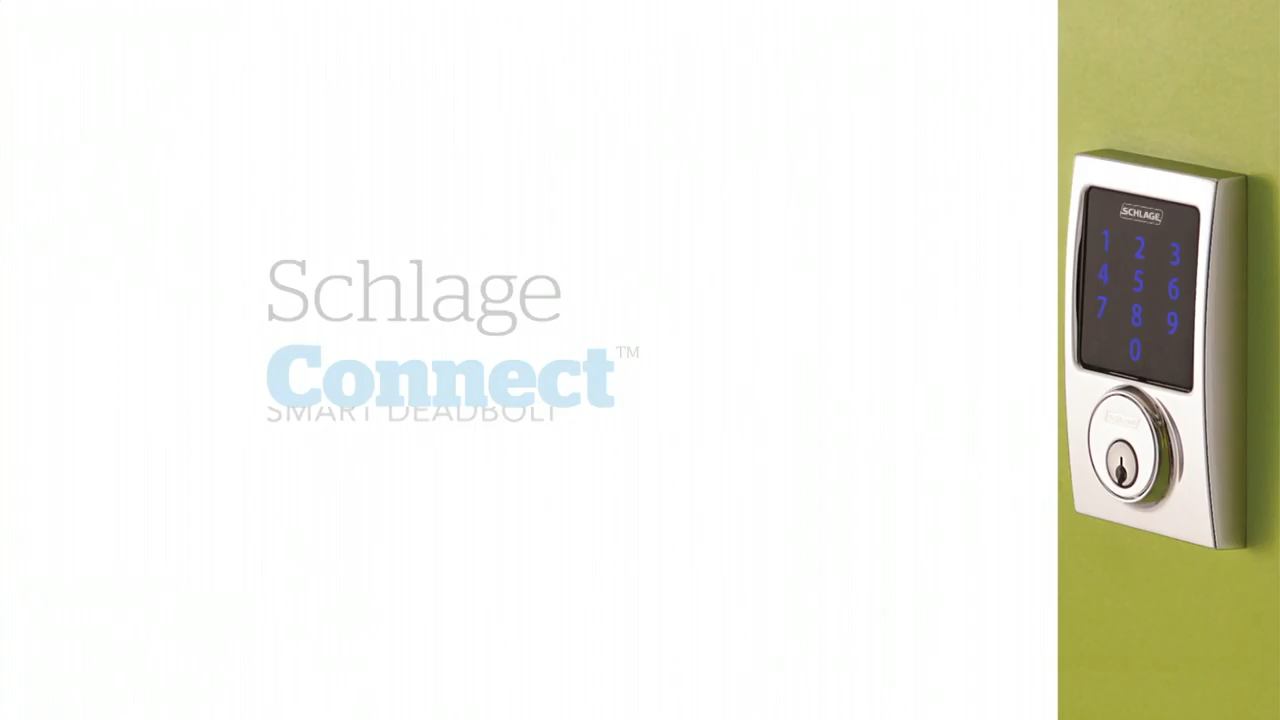 Schlage
Connect™
SMART DEADBOLT
SCHLAGE
1 2 3
4 5 6
7 8 9
0